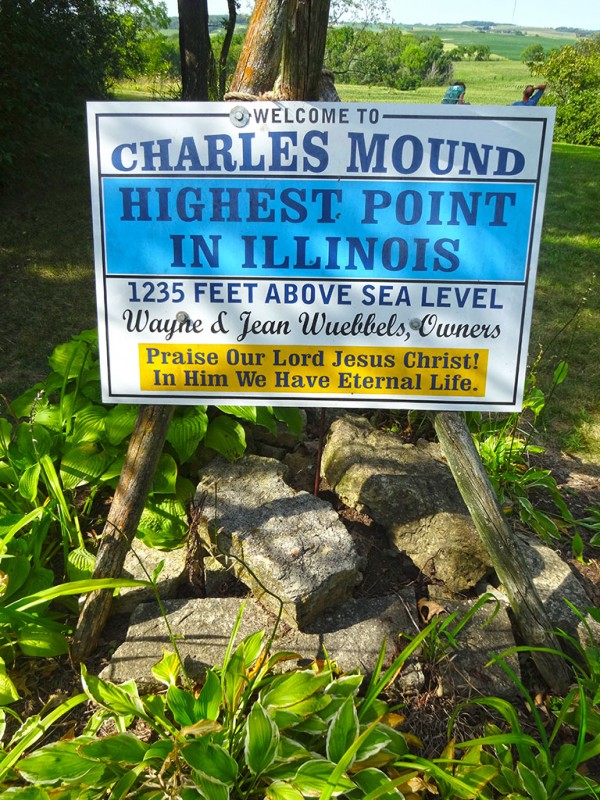 WELCOME TO
CHARLES MOUND
HIGHEST POINT
IN ILLINOIS
1235 FEET ABOVE SEA LEVEL
Wayne & Jean Wuebbels, Owners
Praise Our Lord Jesus Christ!
In Him We Have Eternal Life.